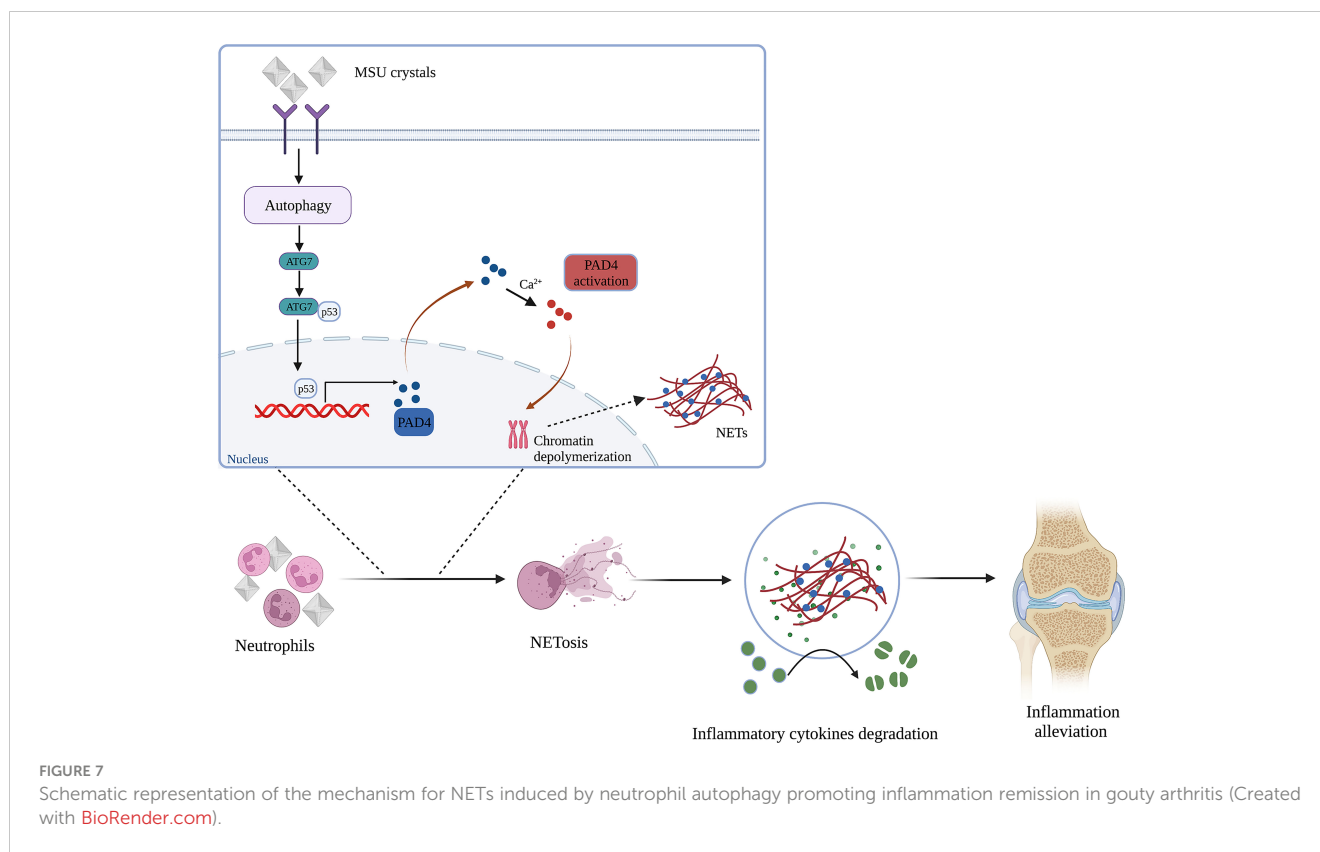 MSU crystals
Autophagy
ATG7
ATG7
p53
Ca²⁺
PAD4
activation
p53
PAD4
Chromatin
depolymerization
NETs
Nucleus
Neutrophils
NETosis
Inflammatory cytokines degradation
Inflammation
alleviation
FIGURE 7
Schematic representation of the mechanism for NETs induced by neutrophil autophagy promoting inflammation remission in gouty arthritis (Created
with BioRender.com).